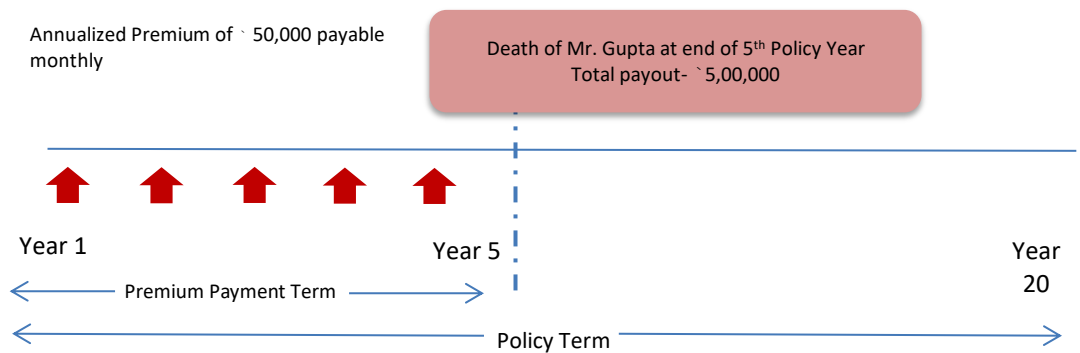 Annualized Premium of ` 50,000 payable
monthly
Death of Mr. Gupta at end of 5th Policy Year
Total payout- `5,00,000
Year 1
Year 5
Year
20
Premium Payment Term
Policy Term